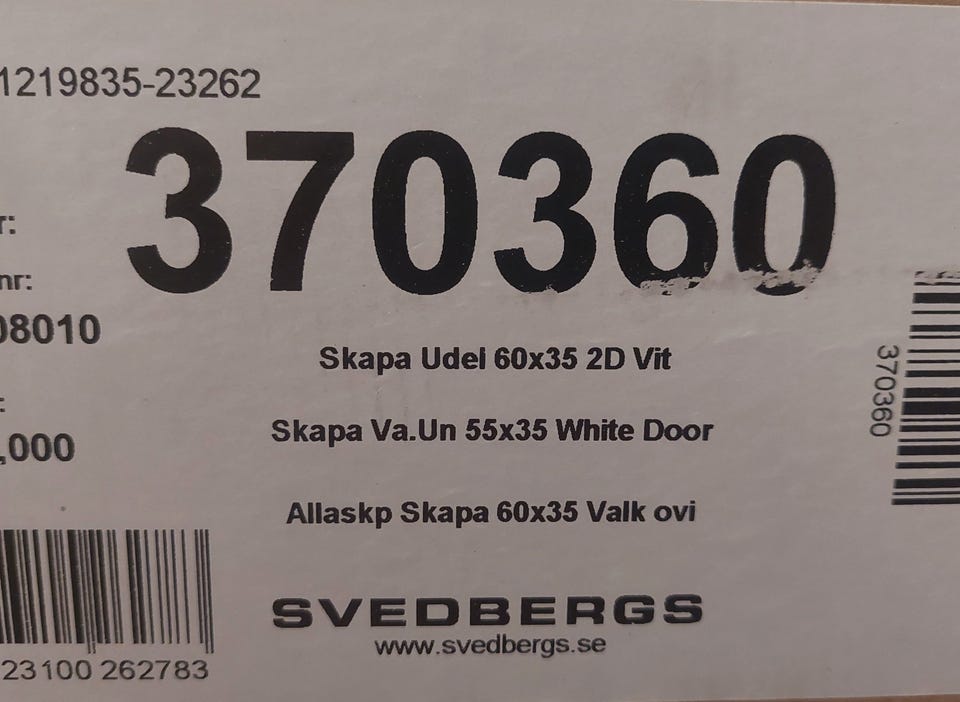 1219835-23262
370360
r:
nr:
08010
Skapa Udel 60x35 2D Vit
:
Skapa Va.Un 55x35 White Door
,000
370360
Allaskp Skapa 60x35 Valk ovi
SVEDBERGS
www.svedbergs.se
23100 262783